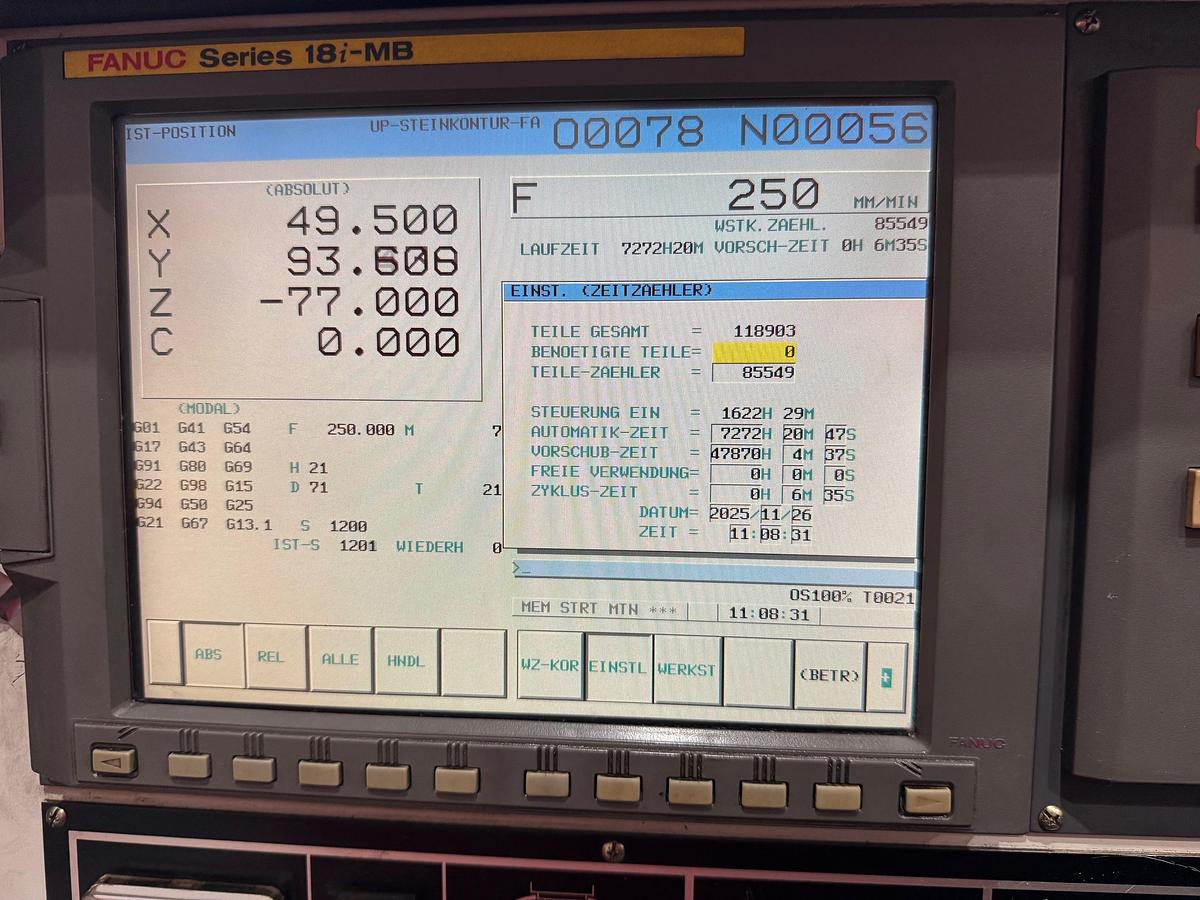 FANUC Series 18i-MB
IST-POSITION UP-STEINKONTUR-FA O0078 N00056
(ABSOLUT)
X 49.500
Y 93.608
Z -77.000
C 0.000
F 250 MM/MIN
WSTK.ZAEHL. 85549
LAUFZEIT 7272H20M VORSCH-ZEIT 0H 6M35S
EINST. (ZEITZAEHLER)
TEILE GESAMT = 118903
BENOETIGTE TEILE= 0
TEILE-ZAEHLER = 85549
STEUERUNG EIN = 1622H 29M
AUTOMATIK-ZEIT = 7272H 20M 47S
VORSCHUB-ZEIT = 47870H 4M 37S
FREIE VERWENDUNG= 0H 0M 0S
ZYKLUS-ZEIT = 0H 6M 35S
DATUM= 2025/11/26
ZEIT = 11:08:31
(MODAL)
G01 G41 G54 F 250.000 M 7
G17 G43 G64
G91 G80 G69 H 21
G22 G98 G15 D 71 T 21
G94 G50 G25
G21 G67 G13.1 S 1200
IST-S 1201 WIEDERH 0
>_
OS100% T0021
MEM STRT MTN *** 11:08:31
ABS REL ALLE HNDL WZ-KOR EINSTL WERKST (BETR) +
FANUC